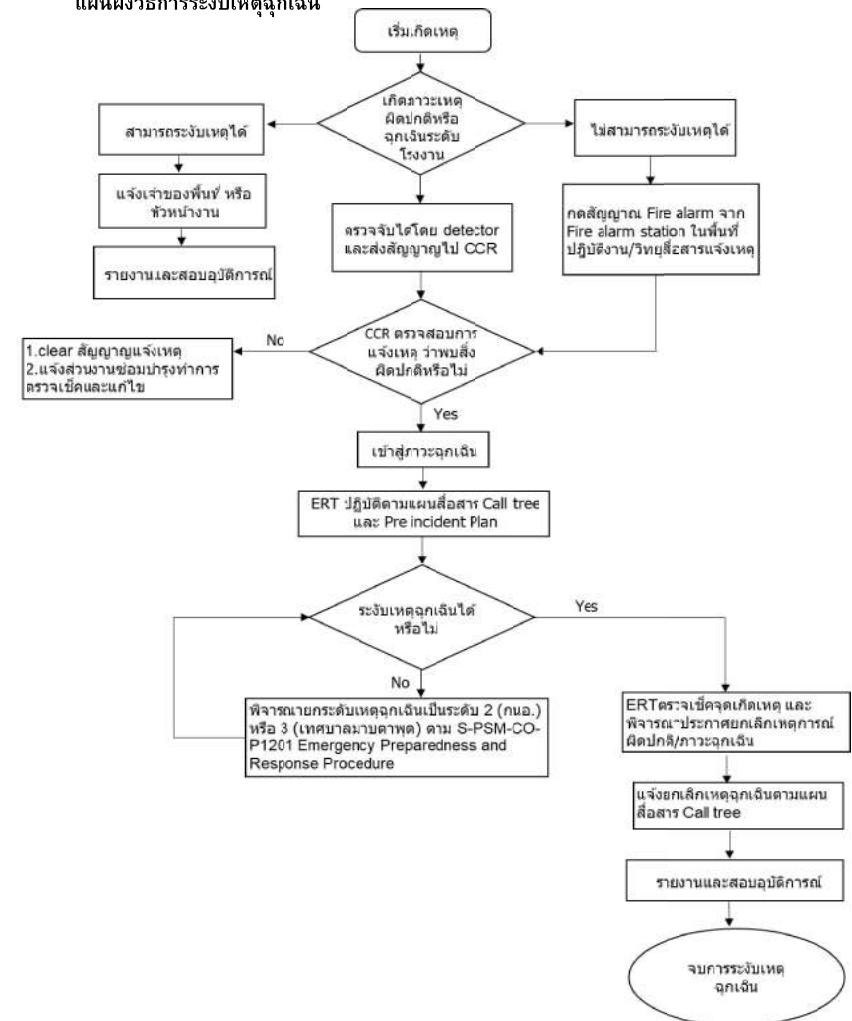 แผนผังวิธีการระงับเหตุฉุกเฉิน
เริ่มเกิดเหตุ
เกิดภาวะเหตุ
ผิดปกติหรือ
ฉุกเฉินระดับ
โรงงาน
สามารถระงับเหตุได้
ไม่สามารถระงับเหตุได้
แจ้งเจ้าของพื้นที่ หรือ
หัวหน้างาน
รายงานและสอบอุบัติการณ์
ตรวจจับได้โดย detector
และส่งสัญญาญไป CCR
กดสัญญาณ Fire alarm จาก
Fire alarm station ในพื้นที่
ปฏิบัติงาน/วิทยุสื่อสารแจ้งเหตุ
CCR ตรวจสอบการ
แจ้งเหตุ ว่าพบสิ่ง
ผิดปกติหรือไม่
No
1.clear สัญญาญแจ้งเหตุ
2.แจ้งส่วนงานซ่อมบำรุงทำการ
ตรวจเช็คและแก้ไข
Yes
เข้าสู่ภาวะฉุกเฉิน
ERT ปฏิบัติตามแผนสื่อสาร Call tree
และ Pre incident Plan
ระงับเหตุฉุกเฉินได้
หรือไม่
Yes
No
พิจารณายกระดับเหตุฉุกเฉินเป็นระดับ 2 (กนอ.)
หรือ 3 (เทศบาลมาบตาพุด) ตาม S-PSM-CO-
P1201 Emergency Preparedness and
Response Procedure
ERTตรวจเช็คจุดเกิดเหตุ และ
พิจารณาประกาศยกเลิกเหตุการณ์
ผิดปกติ/ภาวะฉุกเฉิน
แจ้งยกเลิกเหตุฉุกเฉินตามแผน
สื่อสาร Call tree
รายงานและสอบอุบัติการณ์
จบการระงับเหตุ
ฉุกเฉิน